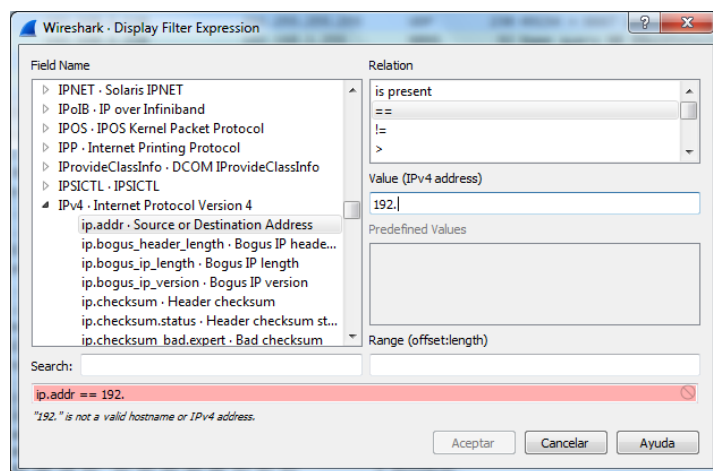 Wireshark · Display Filter Expression
Field Name
IPNET · Solaris IPNET
IPoIB · IP over Infiniband
IPOS · IPOS Kernel Packet Protocol
IPP · Internet Printing Protocol
IProvideClassInfo · DCOM IProvideClassInfo
IPSICTL · IPSICTL
IPv4 · Internet Protocol Version 4
ip.addr · Source or Destination Address
ip.bogus_header_length · Bogus IP heade...
ip.bogus_ip_length · Bogus IP length
ip.bogus_ip_version · Bogus IP version
ip.checksum · Header checksum
ip.checksum.status · Header checksum st...
ip.checksum_bad.expert · Bad checksum
Relation
is present
==
!=
>
Value (IPv4 address)
192.
Predefined Values
Range (offset:length)
Search:
ip.addr == 192.
"192." is not a valid hostname or IPv4 address.
Aceptar
Cancelar
Ayuda